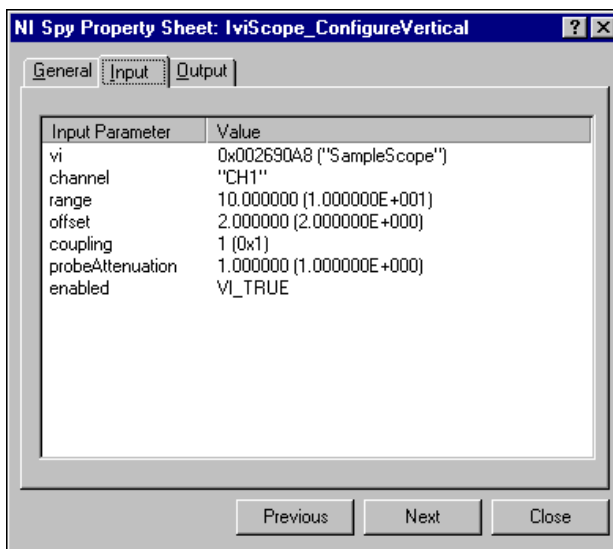 NI Spy Property Sheet: IviScope_ConfigureVertical
General Input Output
Input Parameter Value
vi 0x002690A8 ("SampleScope")
channel "CH1"
range 10.000000 (1.000000E+001)
offset 2.000000 (2.000000E+000)
coupling 1 (0x1)
probeAttenuation 1.000000 (1.000000E+000)
enabled VI_TRUE
Previous Next Close